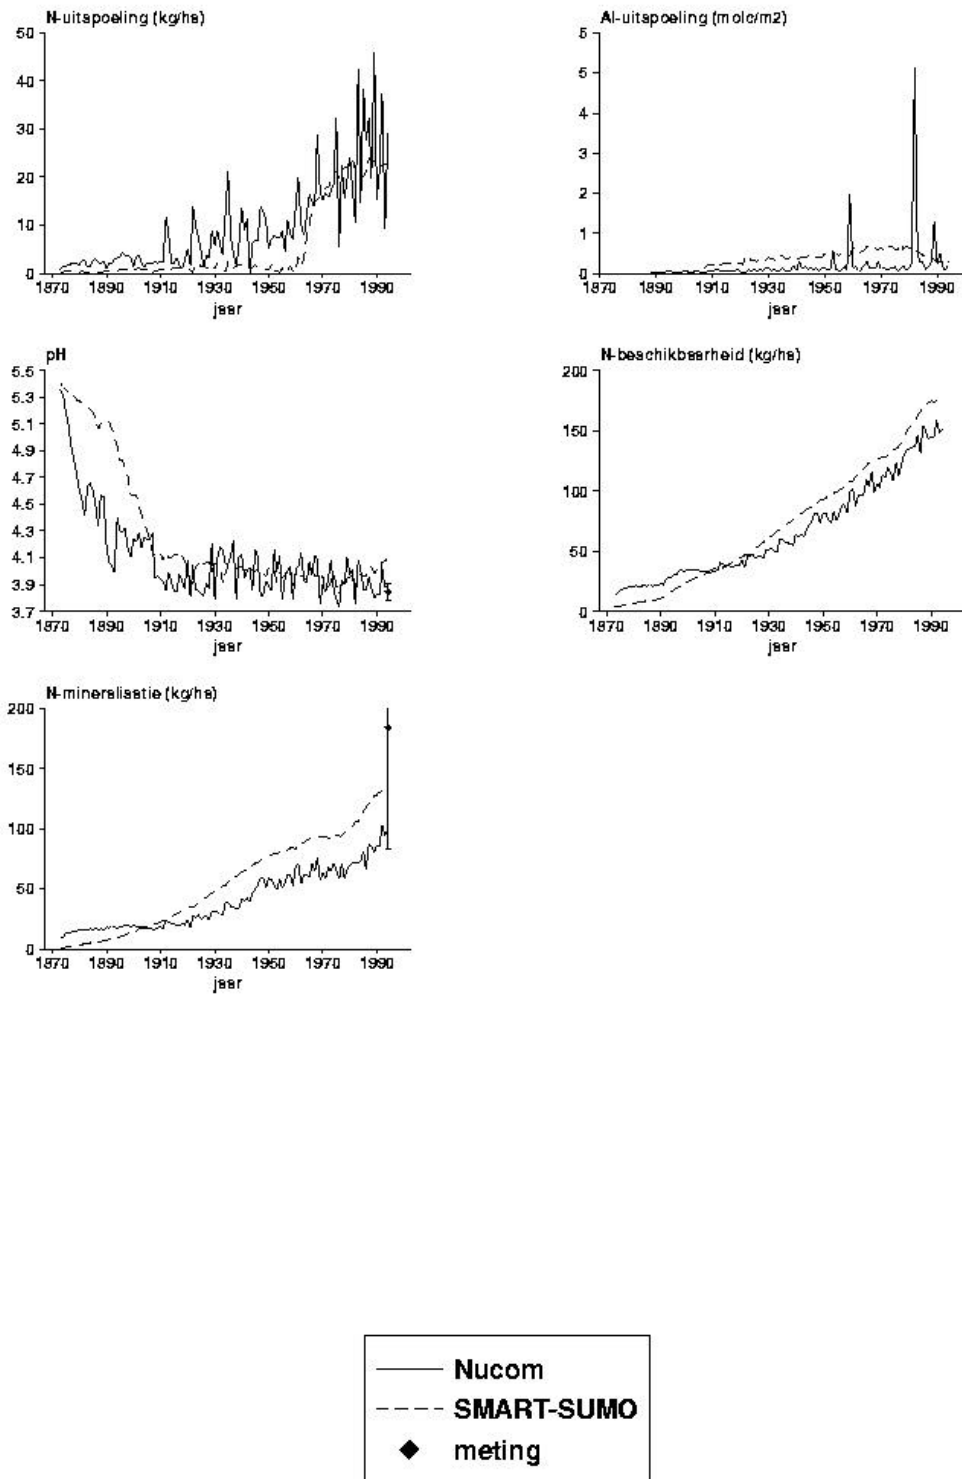 N-uitspoeling (kg/ha)
50
40
30
20
10
0
1870 1890 1910 1930 1950 1970 1990
jaar
Al-uitspoeling (molc/m2)
6
5
4
3
2
1
0
1870 1890 1910 1930 1950 1970 1990
jaar
pH
5.5
5.3
5.1
4.9
4.7
4.5
4.3
4.1
3.9
3.7
1870 1890 1910 1930 1950 1970 1990
jaar
N-beschikbaarheid (kg/ha)
200
150
100
50
0
1870 1890 1910 1930 1950 1970 1990
jaar
N-mineralisatie (kg/ha)
200
150
100
50
0
1870 1890 1910 1930 1950 1970 1990
jaar
Nucom
SMART-SUMO
meting